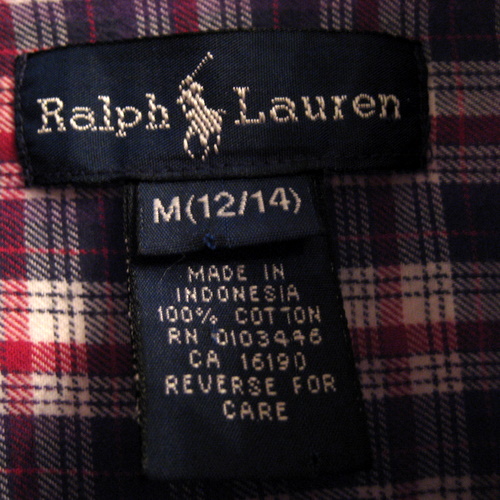 Ralph Lauren
M(12/14)
MADE IN
INDONESIA
100% COTTON
RN 0103446
CA 16190
REVERSE FOR
CARE